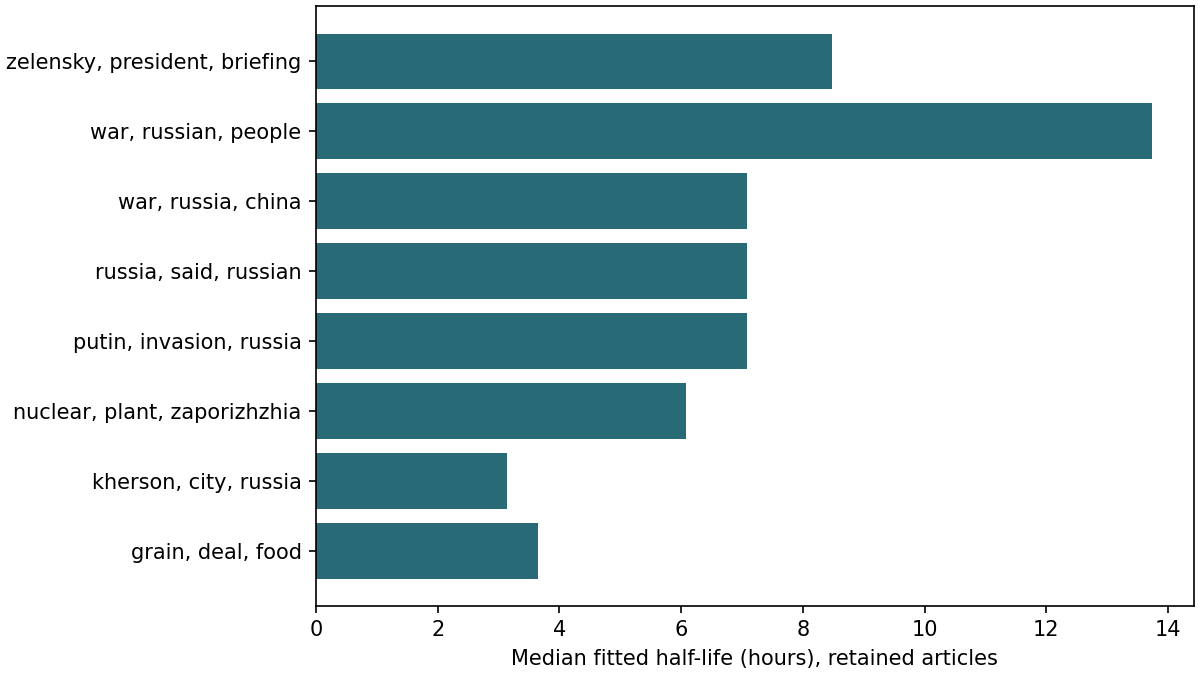 zelensky, president, briefing
war, russian, people
war, russia, china
russia, said, russian
putin, invasion, russia
nuclear, plant, zaporizhzhia
kherson, city, russia
grain, deal, food
0 2 4 6 8 10 12 14
Median fitted half-life (hours), retained articles